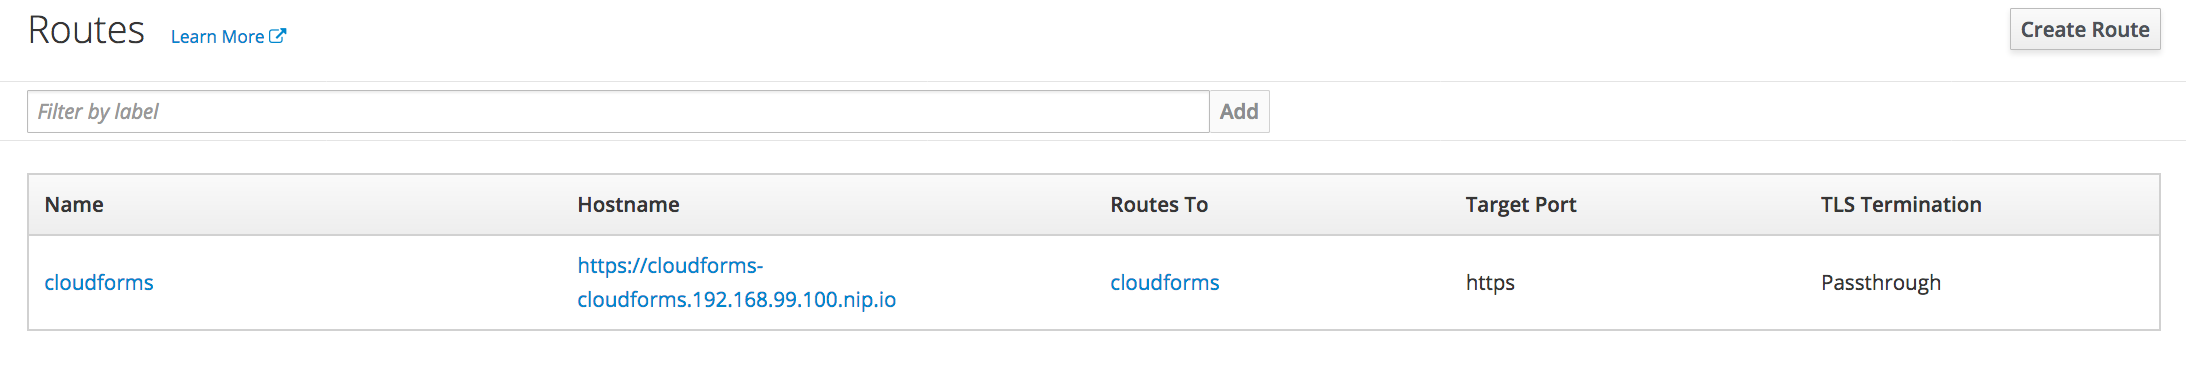 Routes Learn More
Create Route
Filter by label
Add
Name Hostname Routes To Target Port TLS Termination
cloudforms https://cloudforms-
cloudforms.192.168.99.100.nip.io cloudforms https Passthrough